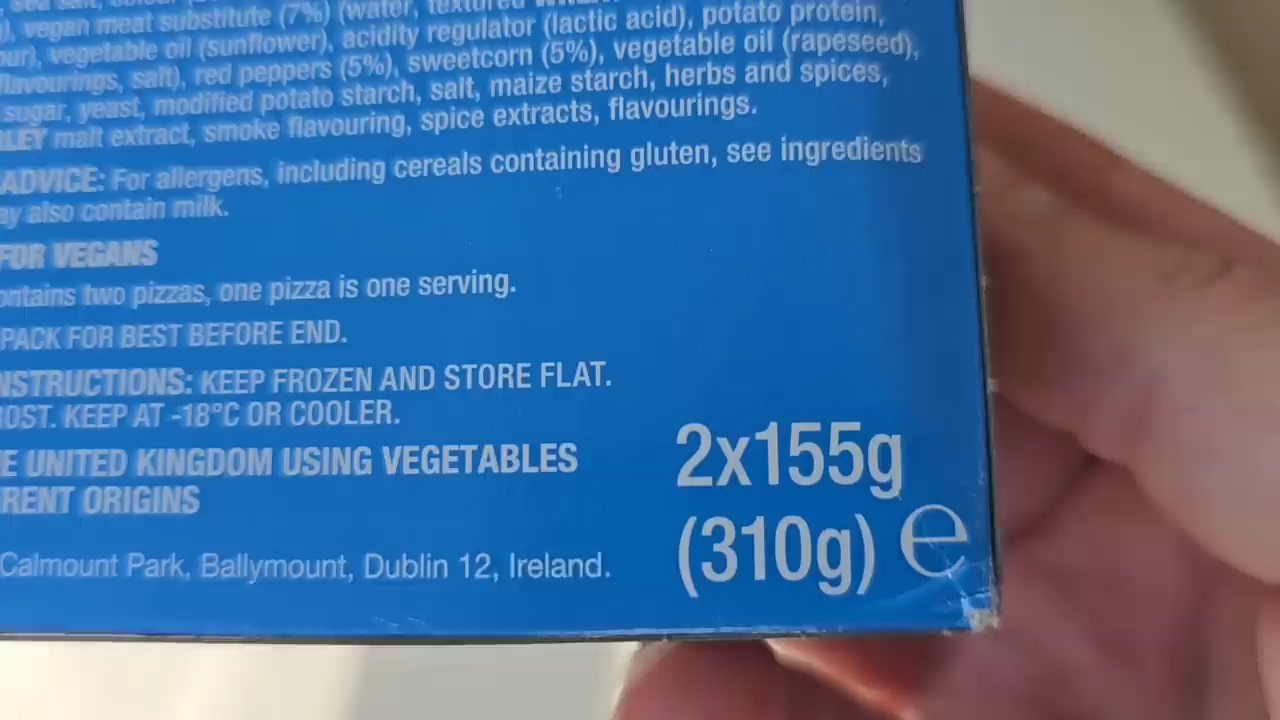 vegan meat substitute (7%) (water, textured
vegetable oil (sunflower), acidity regulator (lactic acid), potato protein,
flavourings, salt), red peppers (5%), sweetcorn (5%), vegetable oil (rapeseed),
sugar, yeast, modified potato starch, salt, maize starch, herbs and spices,
LEY malt extract, smoke flavouring, spice extracts, flavourings.
ADVICE: For allergens, including cereals containing gluten, see ingredients
ay also contain milk.
FOR VEGANS
ontains two pizzas, one pizza is one serving.
PACK FOR BEST BEFORE END.
NSTRUCTIONS: KEEP FROZEN AND STORE FLAT.
OST. KEEP AT -18°C OR COOLER.
E UNITED KINGDOM USING VEGETABLES
RENT ORIGINS
Calmount Park, Ballymount, Dublin 12, Ireland.
2x155g
(310g) e